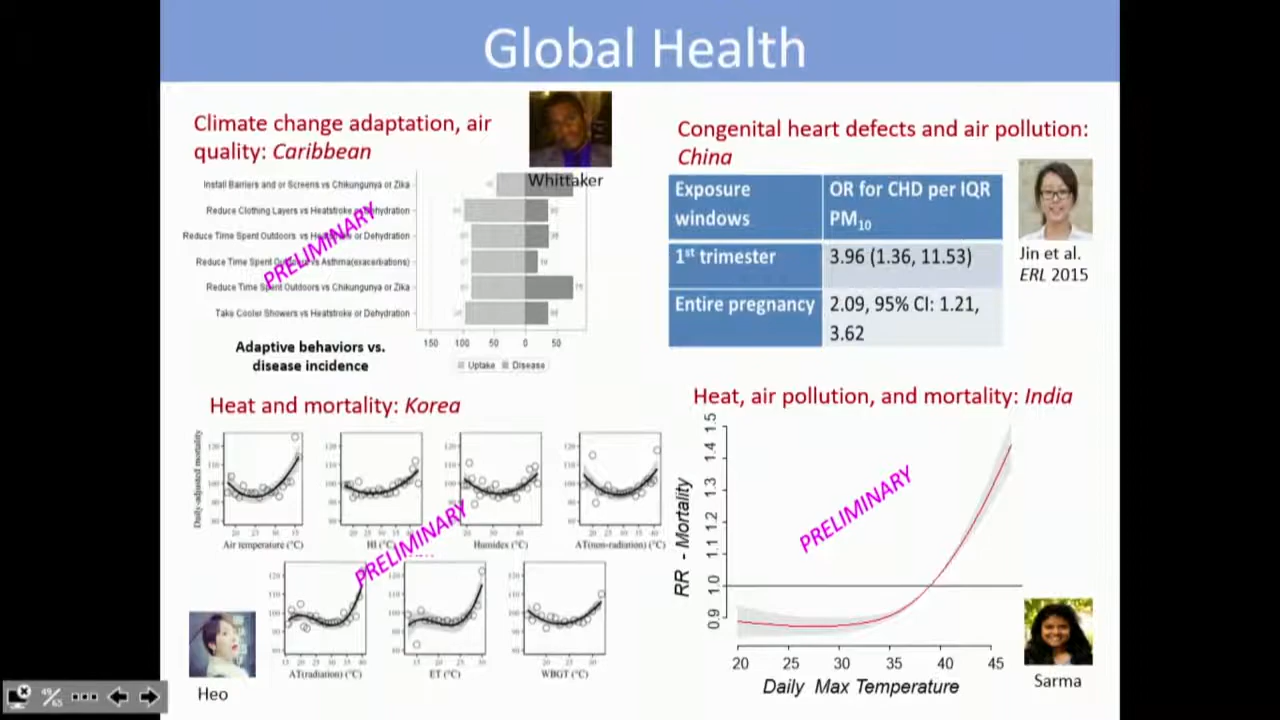 Global Health
Climate change adaptation, air
quality: Caribbean
Whittaker
Install Barriers and or Screens vs Chikungunya or Zika
Reduce Clothing Layers vs Heatstroke or Dehydration
Reduce Time Spent Outdoors vs Heatstroke or Dehydration
Reduce Time Spent Outdoors vs Asthma(exacerbations)
Reduce Time Spent Outdoors vs Chikungunya or Zika
Take Cooler Showers vs Heatstroke or Dehydration
PRELIMINARY
150 100 50 0 50
Uptake Disease
Adaptive behaviors vs.
disease incidence
Congenital heart defects and air pollution:
China
Exposure windows
OR for CHD per IQR PM10
1st trimester
3.96 (1.36, 11.53)
Entire pregnancy
2.09, 95% CI: 1.21,
3.62
Jin et al.
ERL 2015
Heat and mortality: Korea
Daily-adjusted mortality
Air temperature (°C)
HI (°C)
Humidex (°C)
AT(non-radiation) (°C)
PRELIMINARY
AT(radiation) (°C)
ET (°C)
WBGT (°C)
Heo
Heat, air pollution, and mortality: India
RR - Mortality
0.9 1.0 1.1 1.2 1.3 1.4 1.5
PRELIMINARY
20 25 30 35 40 45
Daily Max Temperature
Sarma
49/65